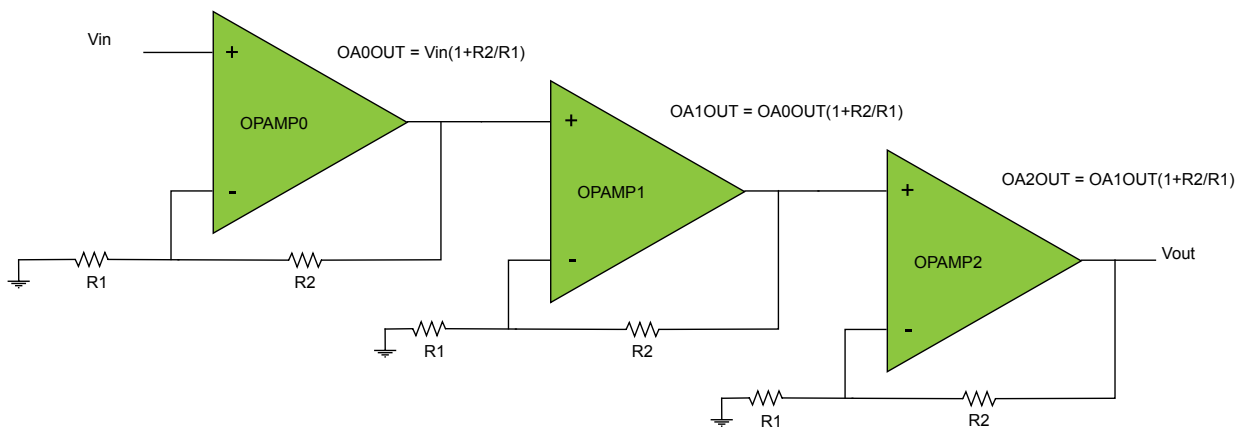 Vin
+
OA0OUT = Vin(1+R2/R1)
OPAMP0
-
R1
R2
+
OA1OUT = OA0OUT(1+R2/R1)
OPAMP1
-
R1
R2
+
OA2OUT = OA1OUT(1+R2/R1)
OPAMP2
Vout
-
R1
R2